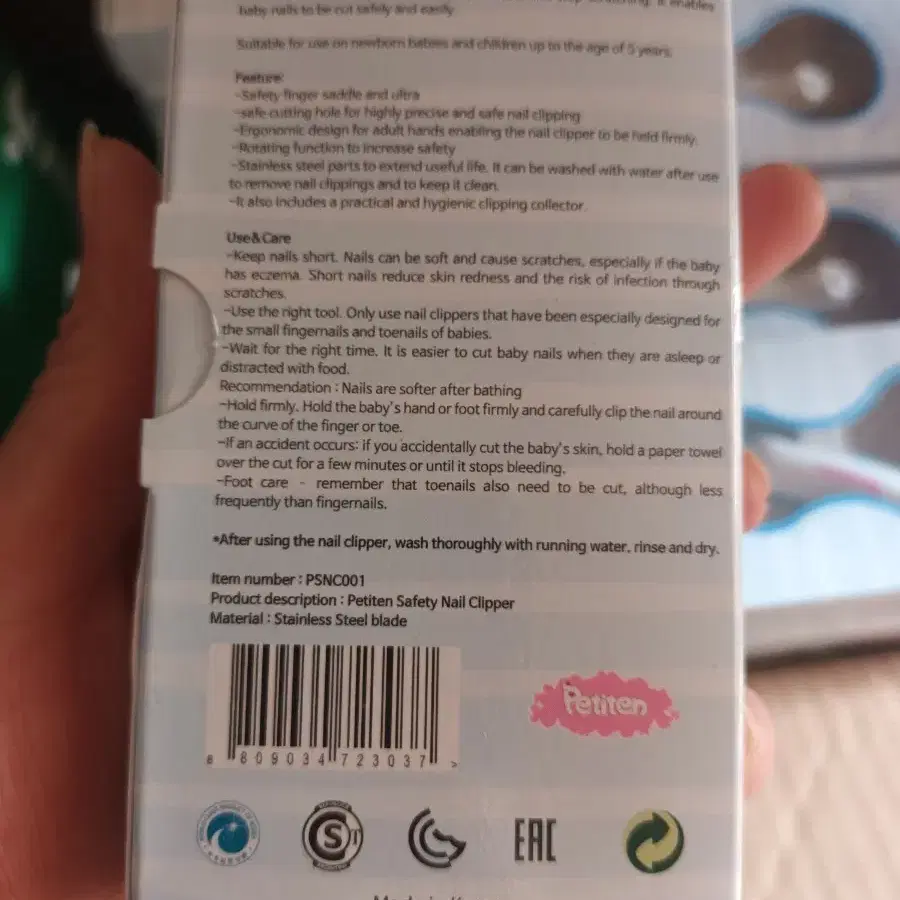 baby nails to be cut safely and easily
Suitable for use on newborn babies and children up to the age of 5 years.
Feature:
-Safety finger saddle and ultra
-safe cutting hole for highly precise and safe nail clipping
-Ergonomic design for adult hands enabling the nail clipper to be held firmly.
-Rotating function to increase safety
-Stainless steel parts to extend useful life. It can be washed with water after use
to remove nail clippings and to keep it clean.
-It also includes a practical and hygienic clipping collector.
Use&Care
-Keep nails short. Nails can be soft and cause scratches, especially if the baby
has eczema. Short nails reduce skin redness and the risk of infection through
scratches.
-Use the right tool. Only use nail clippers that have been especially designed for
the small fingernails and toenails of babies.
-Wait for the right time. It is easier to cut baby nails when they are asleep or
distracted with food.
Recommendation : Nails are softer after bathing
-Hold firmly. Hold the baby's hand or foot firmly and carefully clip the nail around
the curve of the finger or toe.
-If an accident occurs: if you accidentally cut the baby's skin, hold a paper towel
over the cut for a few minutes or until it stops bleeding.
-Foot care - remember that toenails also need to be cut, although less
frequently than fingernails.
*After using the nail clipper, wash thoroughly with running water, rinse and dry.
Item number : PSNC001
Product description : Petiten Safety Nail Clipper
Material : Stainless Steel blade
8 809034 723037 >
Petiten
EAC